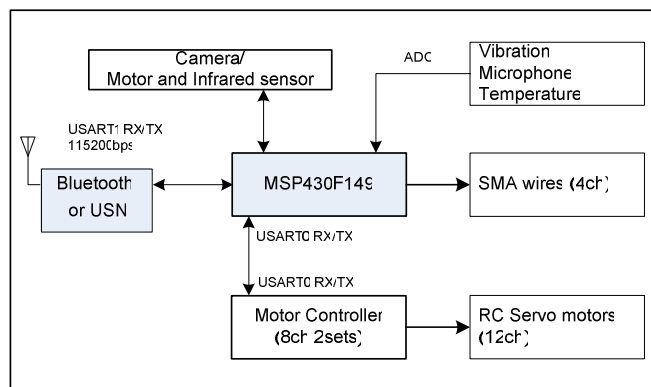 Camera/
Motor and Infrared sensor
ADC
Vibration
Microphone
Temperature
USART1 RX/TX
115200bps
Bluetooth
or USN
MSP430F149
SMA wires (4ch)
USART0 RX/TX
USART0 RX/TX
Motor Controller
(8ch 2sets)
RC Servo motors
(12ch)